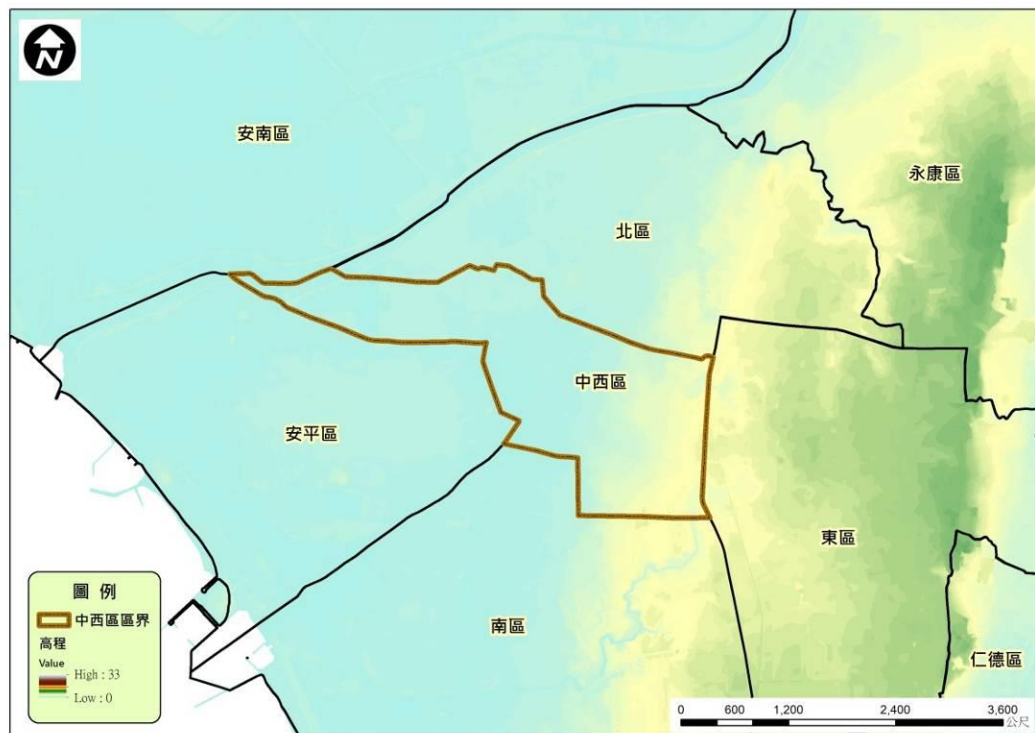 N
安南區
永康區
北區
中西區
安平區
東區
南區
仁德區
圖 例
中西區區界
高程
Value
High : 33
Low : 0
0 600 1,200 2,400 3,600
公尺